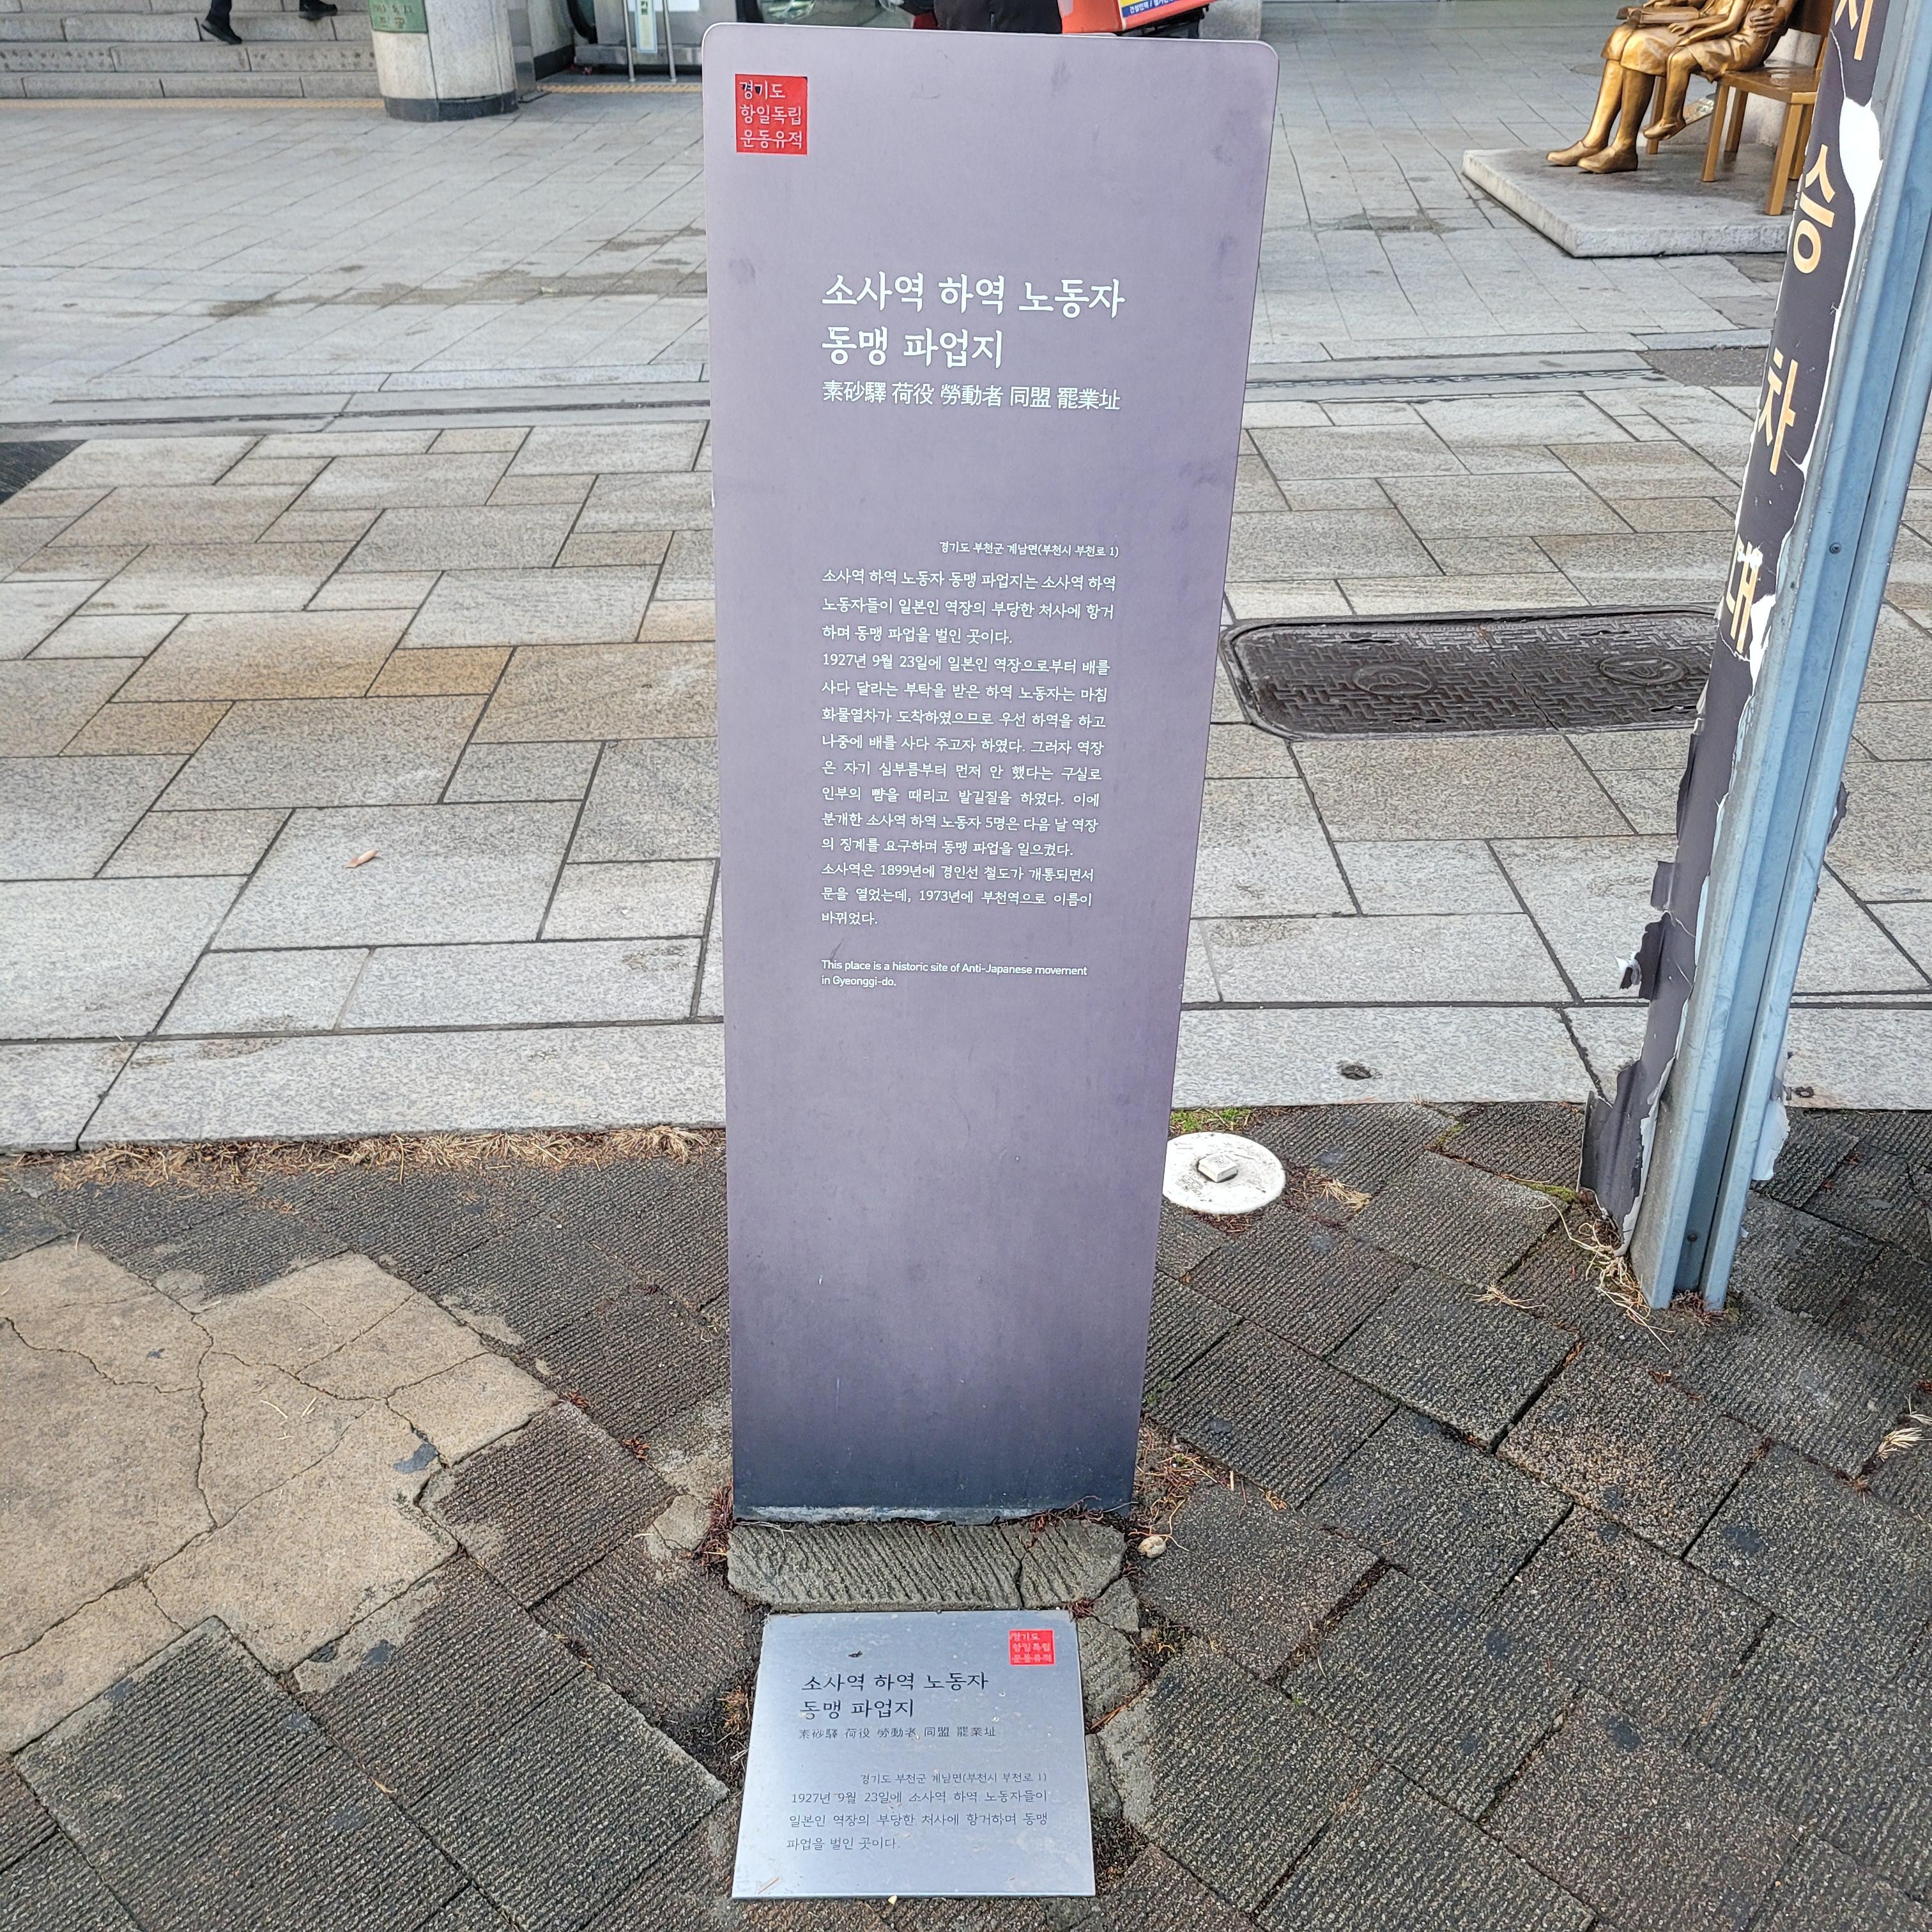 경기도
항일독립
운동유적
소사역 하역 노동자
동맹 파업지
素砂驛 荷役 勞動者 同盟 罷業址
경기도 부천군 계남면(부천시 부천로 1)
소사역 하역 노동자 동맹 파업지는 소사역 하역
노동자들이 일본인 역장의 부당한 처사에 항거
하며 동맹 파업을 벌인 곳이다.
1927년 9월 23일에 일본인 역장으로부터 배를
사다 달라는 부탁을 받은 하역 노동자는 마침
화물열차가 도착하였으므로 우선 하역을 하고
나중에 배를 사다 주고자 하였다. 그러자 역장
은 자기 심부름부터 먼저 안 했다는 구실로
인부의 뺨을 때리고 발길질을 하였다. 이에
분개한 소사역 하역 노동자 5명은 다음 날 역장
의 징계를 요구하며 동맹 파업을 일으켰다.
소사역은 1899년에 경인선 철도가 개통되면서
문을 열었는데, 1973년에 부천역으로 이름이
바뀌었다.
This place is a historic site of Anti-Japanese movement
in Gyeonggi-do.
경기도
항일독립
운동유적
소사역 하역 노동자
동맹 파업지
素砂驛 荷役 勞動者 同盟 罷業址
경기도 부천군 계남면(부천시 부천로 1)
1927년 9월 23일에 소사역 하역 노동자들이
일본인 역장의 부당한 처사에 항거하며 동맹
파업을 벌인 곳이다.
승
차
대